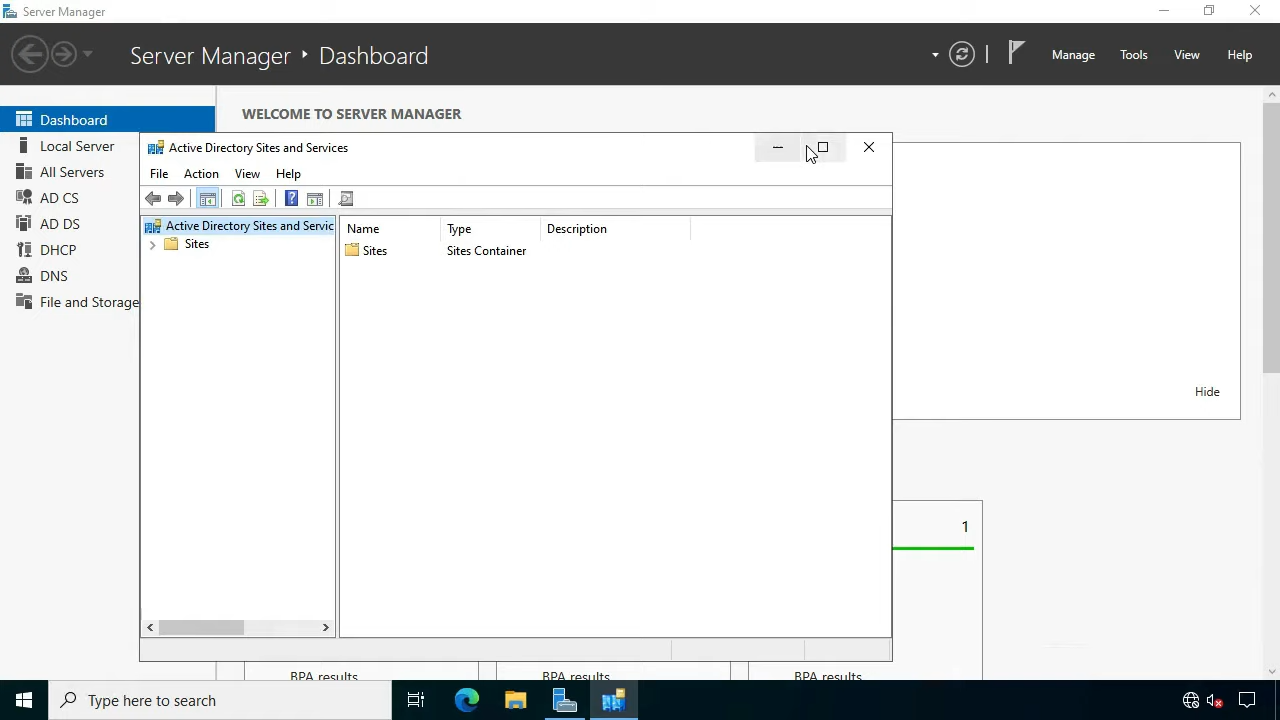 Server Manager
Server Manager ‣ Dashboard
Manage
Tools
View
Help
WELCOME TO SERVER MANAGER
Dashboard
Local Server
All Servers
AD CS
AD DS
DHCP
DNS
File and Storage
Active Directory Sites and Services
File Action View Help
Active Directory Sites and Servic
Sites
Name Type Description
Sites Sites Container
Hide
1
BPA results
BPA results
BPA results
Type here to search